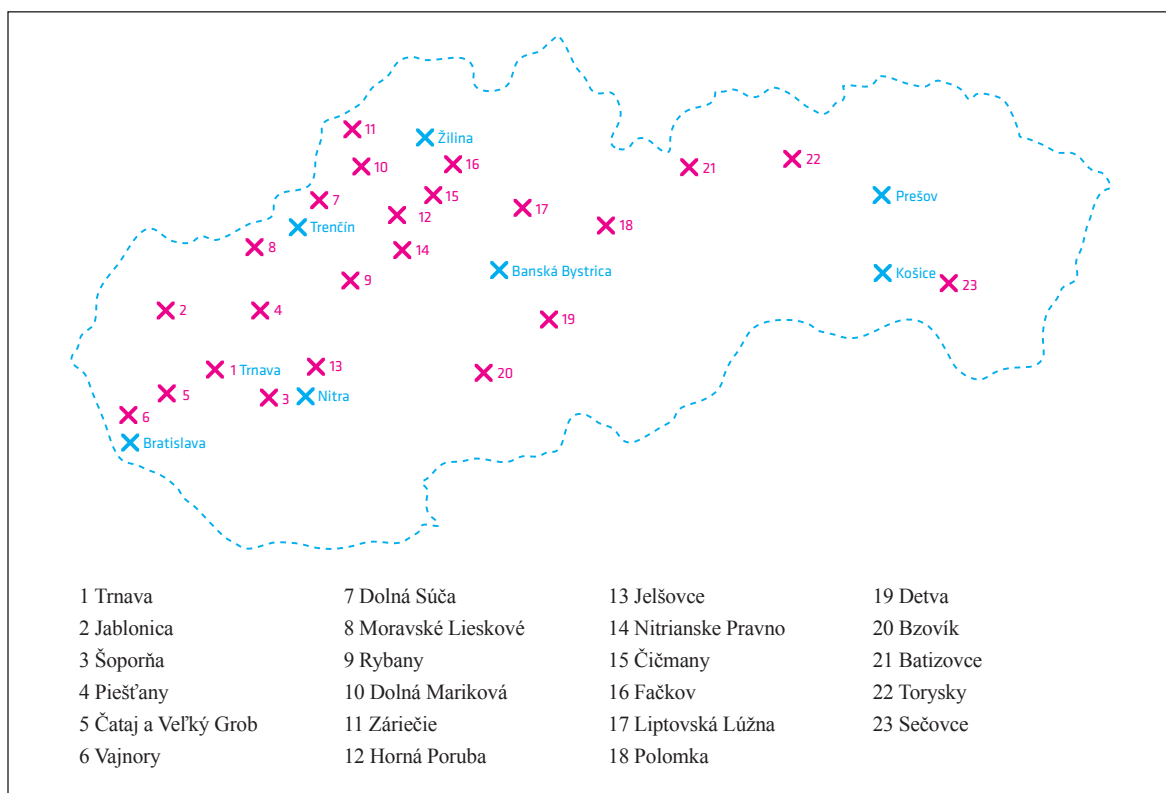 11
Žilina
16
10
22
21
7
15
Prešov
12
17
Trenčín
18
8
14
Banská Bystrica
Košice
9
23
2
4
19
1 Trnava
13
20
5
3
Nitra
6
Bratislava
1 Trnava
2 Jablonica
3 Šoporňa
4 Piešťany
5 Čataj a Veľký Grob
6 Vajnory
7 Dolná Súča
8 Moravské Lieskové
9 Rybany
10 Dolná Mariková
11 Záriečie
12 Horná Poruba
13 Jelšovce
14 Nitrianske Pravno
15 Čičmany
16 Fačkov
17 Liptovská Lúžna
18 Polomka
19 Detva
20 Bzovík
21 Batizovce
22 Torysky
23 Sečovce